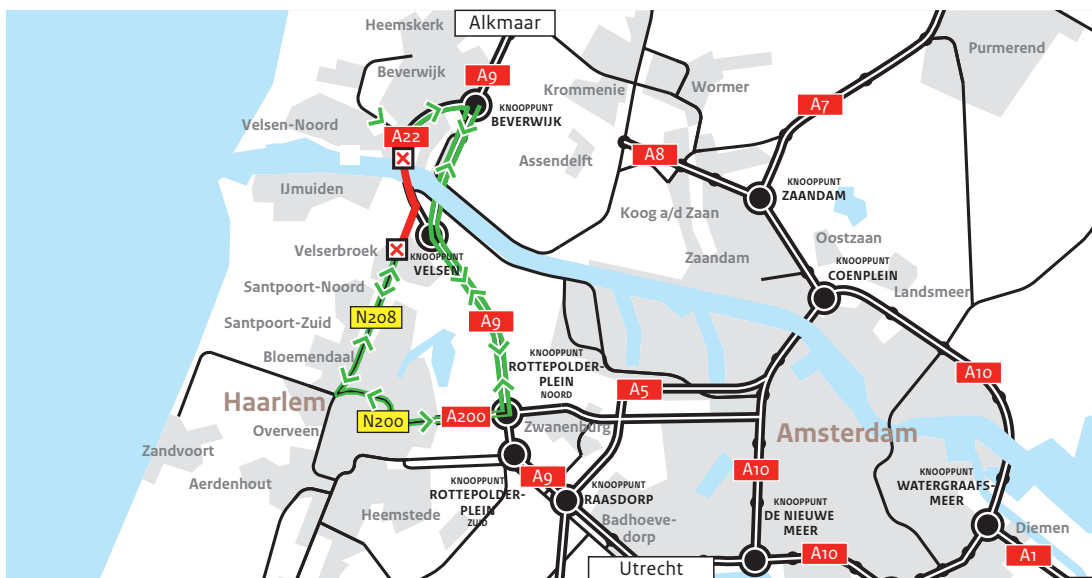 Alkmaar
Heemskerk
Purmerend
Beverwijk
A9
Krommenie
Wormer
KNOOPPUNT
BEVERWIJK
A7
Velsen-Noord
A22
Assendelft
A8
IJmuiden
KNOOPPUNT
ZAANDAM
Koog a/d Zaan
Velserbroek
KNOOPPUNT
VELSEN
Zaandam
Oostzaan
KNOOPPUNT
COENPLEIN
Santpoort-Noord
Landsmeer
N208
Santpoort-Zuid
A9
Bloemendaal
KNOOPPUNT
ROTTEPOLDER-
PLEIN
NOORD
A10
A5
Haarlem
N200
A200
Overveen
Zwanenburg
Amsterdam
Zandvoort
A10
Aerdenhout
KNOOPPUNT
ROTTEPOLDER-
PLEIN
ZUID
A9
KNOOPPUNT
RAASDORP
KNOOPPUNT
WATERGRAAFS-
MEER
Heemstede
Badhoeve-
dorp
KNOOPPUNT
DE NIEUWE
MEER
Diemen
A10
A1
Utrecht